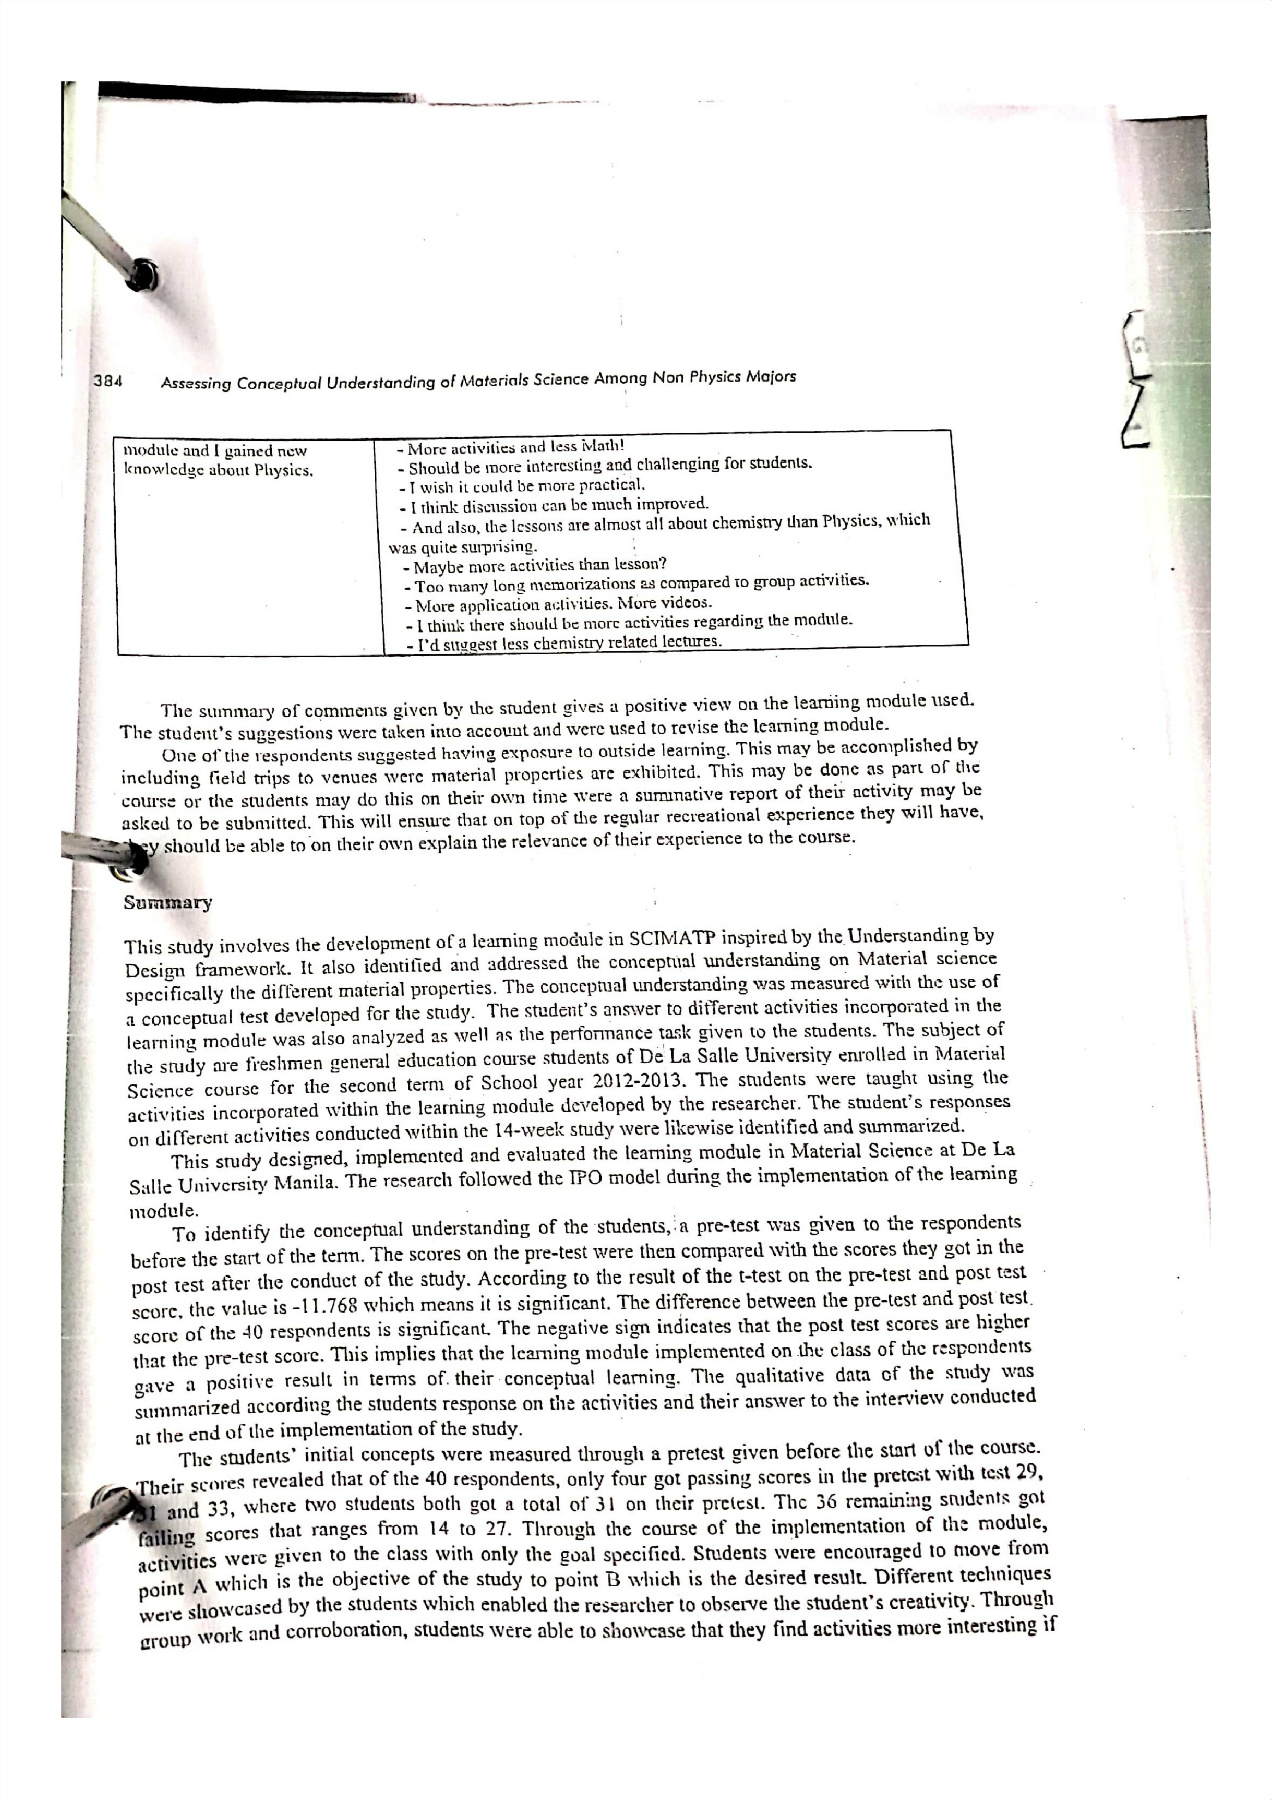 384 Assessing Conceptual Understanding of Materials Science Among Non Physics Majors
module and I gained new
knowledge about Physics.
- More activities and less Math!
- Should be more interesting and challenging for students.
- I wish it could be more practical.
- I think discussion can be much improved.
- And also, the lessons are almost all about chemistry than Physics, which
was quite surprising.
- Maybe more activities than lesson?
- Too many long memorizations as compared to group activities.
- More application activities. More videos.
- I think there should be more activities regarding the module.
- I'd suggest less chemistry related lectures.
The summary of comments given by the student gives a positive view on the learning module used.
The student's suggestions were taken into account and were used to revise the learning module.
One of the respondents suggested having exposure to outside learning. This may be accomplished by
including field trips to venues were material properties are exhibited. This may be done as part of the
course or the students may do this on their own time were a summative report of their activity may be
asked to be submitted. This will ensure that on top of the regular recreational experience they will have,
they should be able to on their own explain the relevance of their experience to the course.
Summary
This study involves the development of a learning module in SCIMATP inspired by the Understanding by
Design framework. It also identified and addressed the conceptual understanding on Material science
specifically the different material properties. The conceptual understanding was measured with the use of
a conceptual test developed for the study. The student's answer to different activities incorporated in the
learning module was also analyzed as well as the performance task given to the students. The subject of
the study are freshmen general education course students of De La Salle University enrolled in Material
Science course for the second term of School year 2012-2013. The students were taught using the
activities incorporated within the learning module developed by the researcher. The student's responses
on different activities conducted within the 14-week study were likewise identified and summarized.
This study designed, implemented and evaluated the learning module in Material Science at De La
Salle University Manila. The research followed the IPO model during the implementation of the learning
module.
To identify the conceptual understanding of the students, a pre-test was given to the respondents
before the start of the term. The scores on the pre-test were then compared with the scores they got in the
post test after the conduct of the study. According to the result of the t-test on the pre-test and post test
score, the value is -11.768 which means it is significant. The difference between the pre-test and post test
score of the 40 respondents is significant. The negative sign indicates that the post test scores are higher
that the pre-test score. This implies that the learning module implemented on the class of the respondents
gave a positive result in terms of their conceptual learning. The qualitative data of the study was
summarized according the students response on the activities and their answer to the interview conducted
at the end of the implementation of the study.
The students' initial concepts were measured through a pretest given before the start of the course.
Their scores revealed that of the 40 respondents, only four got passing scores in the pretest with test 29,
31 and 33, where two students both got a total of 31 on their pretest. The 36 remaining students got
failing scores that ranges from 14 to 27. Through the course of the implementation of the module,
activities were given to the class with only the goal specified. Students were encouraged to move from
point A which is the objective of the study to point B which is the desired result. Different techniques
were showcased by the students which enabled the researcher to observe the student's creativity. Through
group work and corroboration, students were able to showcase that they find activities more interesting if